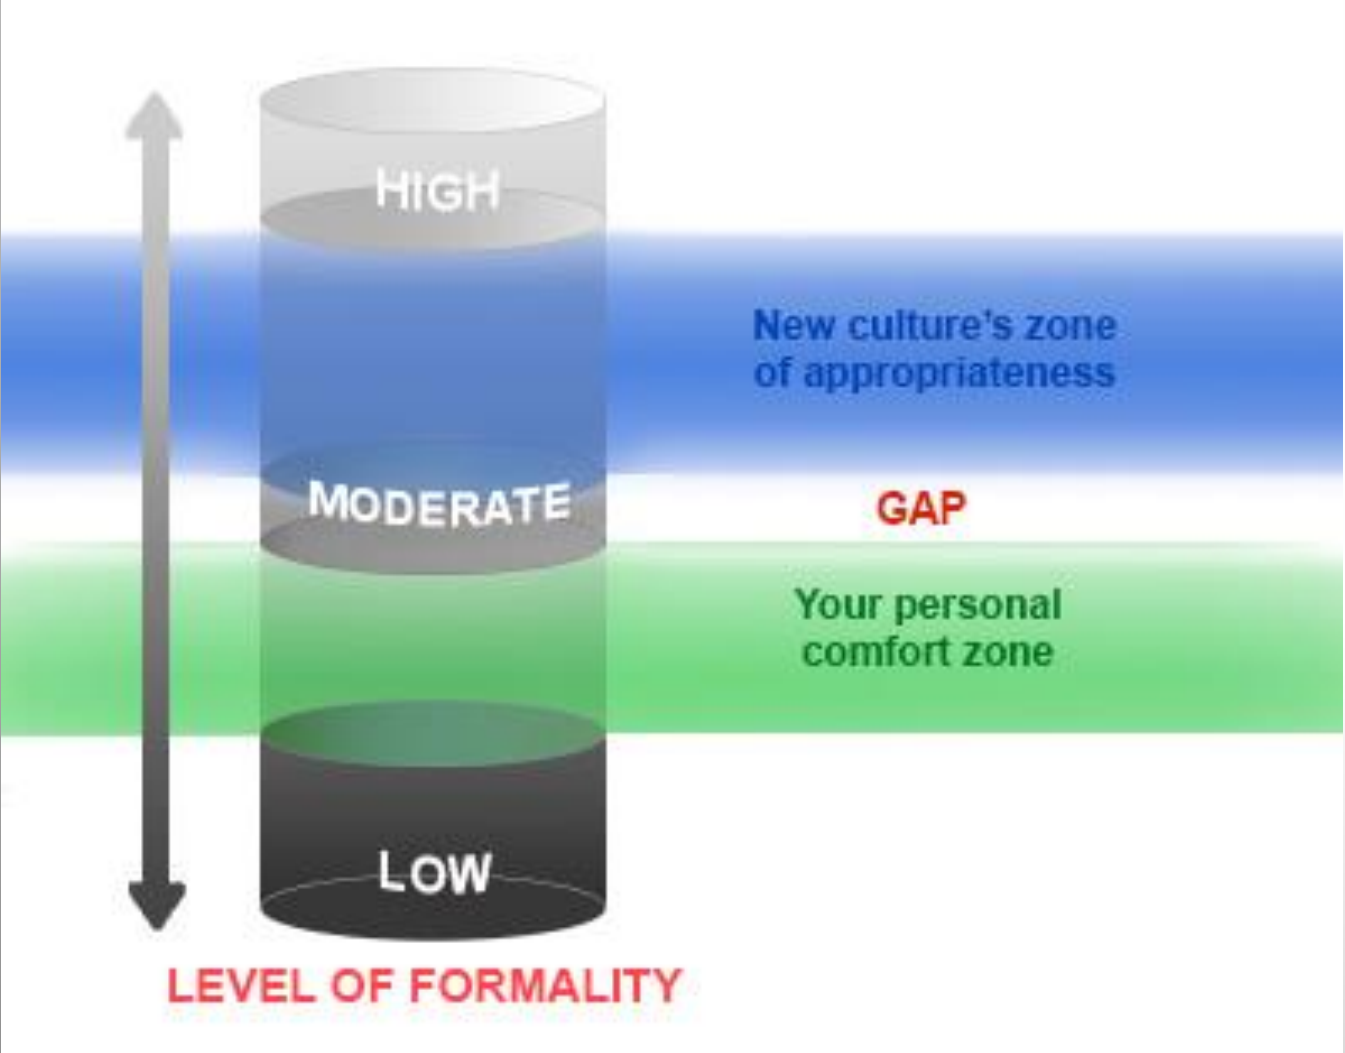 HIGH
New culture's zone
of appropriateness
MODERATE
GAP
Your personal
comfort zone
LOW
LEVEL OF FORMALITY